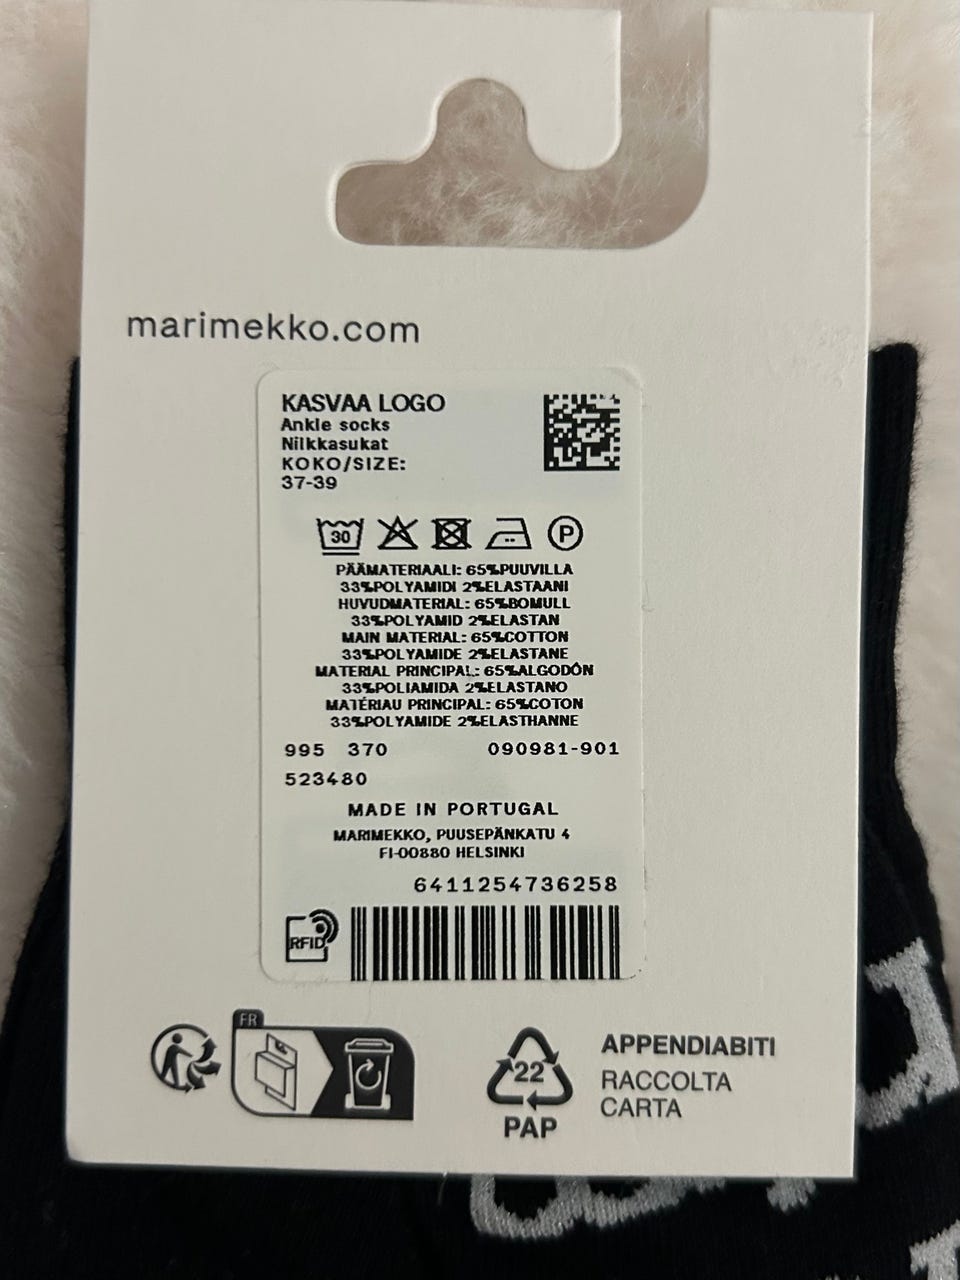 marimekko.com
KASVAA LOGO
Ankle socks
Nilkkasukat
KOKO/SIZE:
37-39
30
P
PÄÄMATERIAALI: 65%PUUVILLA
33%POLYAMIDI 2%ELASTAANI
HUVUDMATERIAL: 65%BOMULL
33%POLYAMID 2%ELASTAN
MAIN MATERIAL: 65%COTTON
33%POLYAMIDE 2%ELASTANE
MATERIAL PRINCIPAL: 65%ALGODÓN
33%POLIAMIDA 2%ELASTANO
MATÉRIAU PRINCIPAL: 65%COTON
33%POLYAMIDE 2%ELASTHANNE
995 370 090981-901
523480
MADE IN PORTUGAL
MARIMEKKO, PUUSEPÄNKATU 4
FI-00880 HELSINKI
6411254736258
RFID
FR
22
PAP
APPENDIABITI
RACCOLTA
CARTA